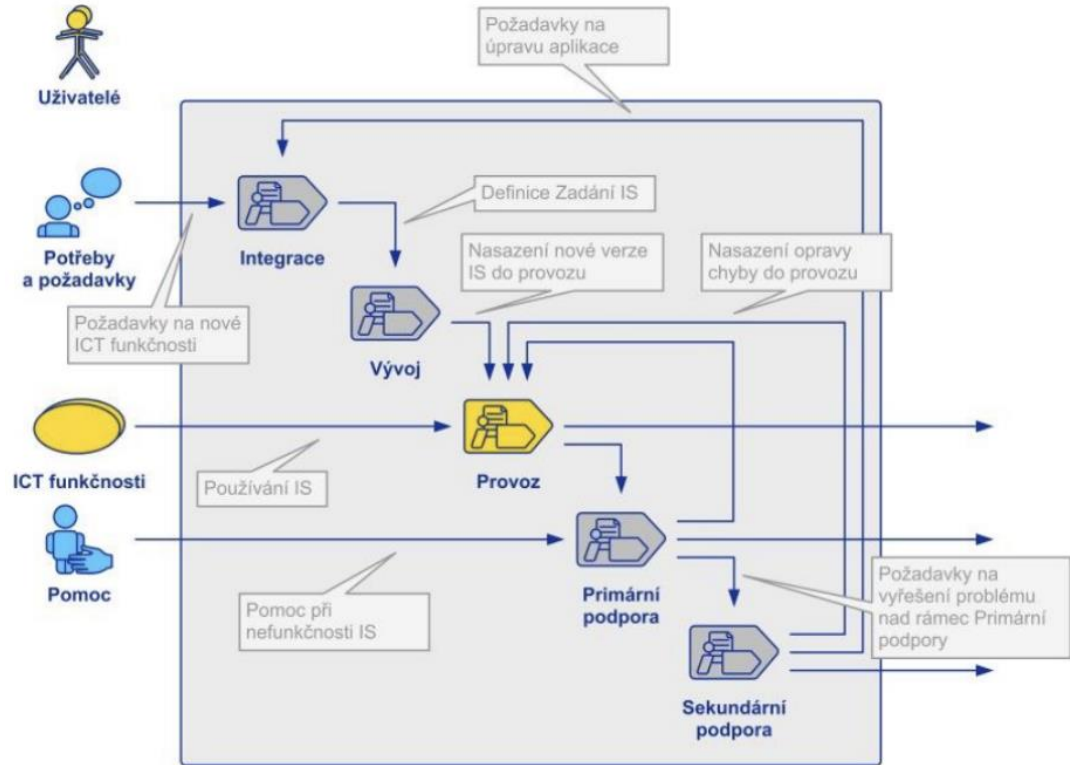 Požadavky na
úpravu aplikace
Uživatelé
Definice Zadání IS
Integrace
Potřeby
a požadavky
Nasazení nové verze
IS do provozu
Nasazení opravy
chyby do provozu
Požadavky na nové
ICT funkčnosti
Vývoj
ICT funkčnosti
Používání IS
Provoz
Pomoc
Pomoc při
nefunkčnosti IS
Primární
podpora
Požadavky na
vyřešení problému
nad rámec Primární
podpory
Sekundární
podpora